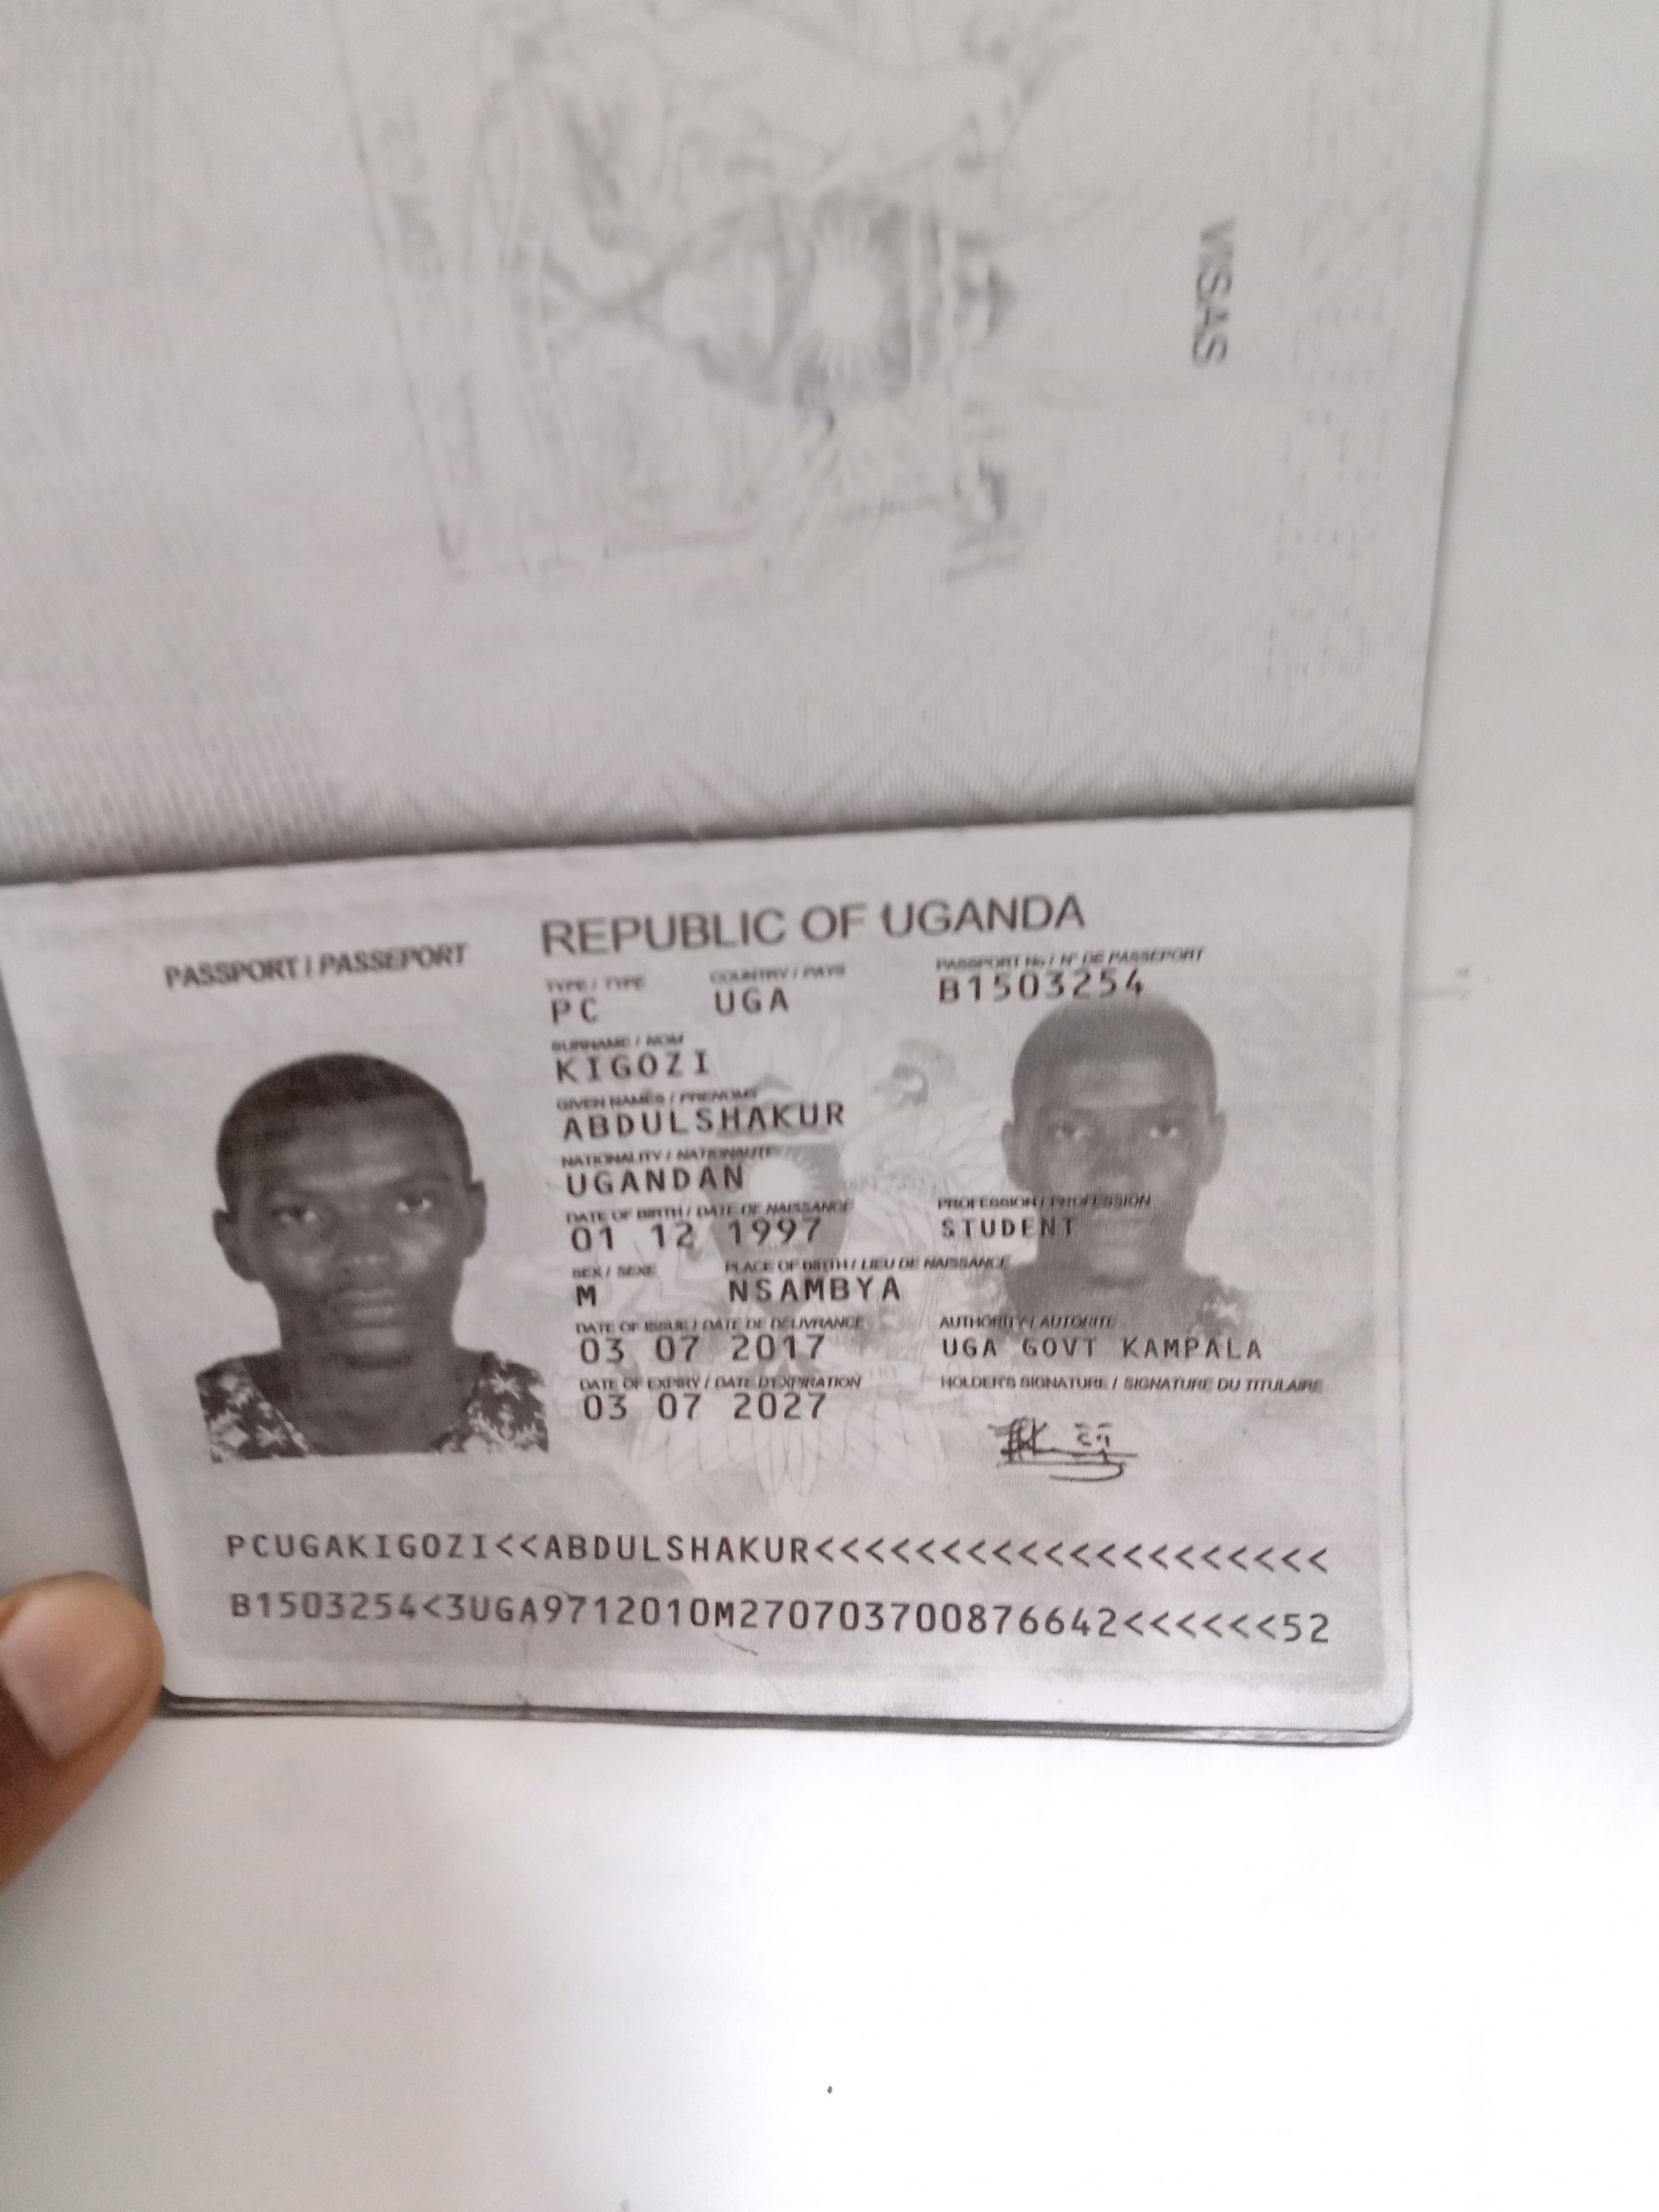 VISAS
REPUBLIC OF UGANDA
PASSPORT / PASSEPORT
TYPE / TYPE COUNTRY / PAYS PASSPORT No / N° DE PASSEPORT
PC UGA B1503254
SURNAME / NOM
KIGOZI
GIVEN NAMES / PRENOMS
ABDULSHAKUR
NATIONALITY / NATIONALITE
UGANDAN
DATE OF BIRTH / DATE DE NAISSANCE PROFESSION / PROFESSION
01 12 1997 STUDENT
SEX / SEXE PLACE OF BIRTH / LIEU DE NAISSANCE
M NSAMBYA
DATE OF ISSUE / DATE DE DELIVRANCE AUTHORITY / AUTORITE
03 07 2017 UGA GOVT KAMPALA
DATE OF EXPIRY / DATE D'EXPIRATION HOLDER'S SIGNATURE / SIGNATURE DU TITULAIRE
03 07 2027
PCUGAKIGOZI<<ABDULSHAKUR<<<<<<<<<<<<<<<<<<<<
B1503254<3UGA9712010M270703700876642<<<<<<52